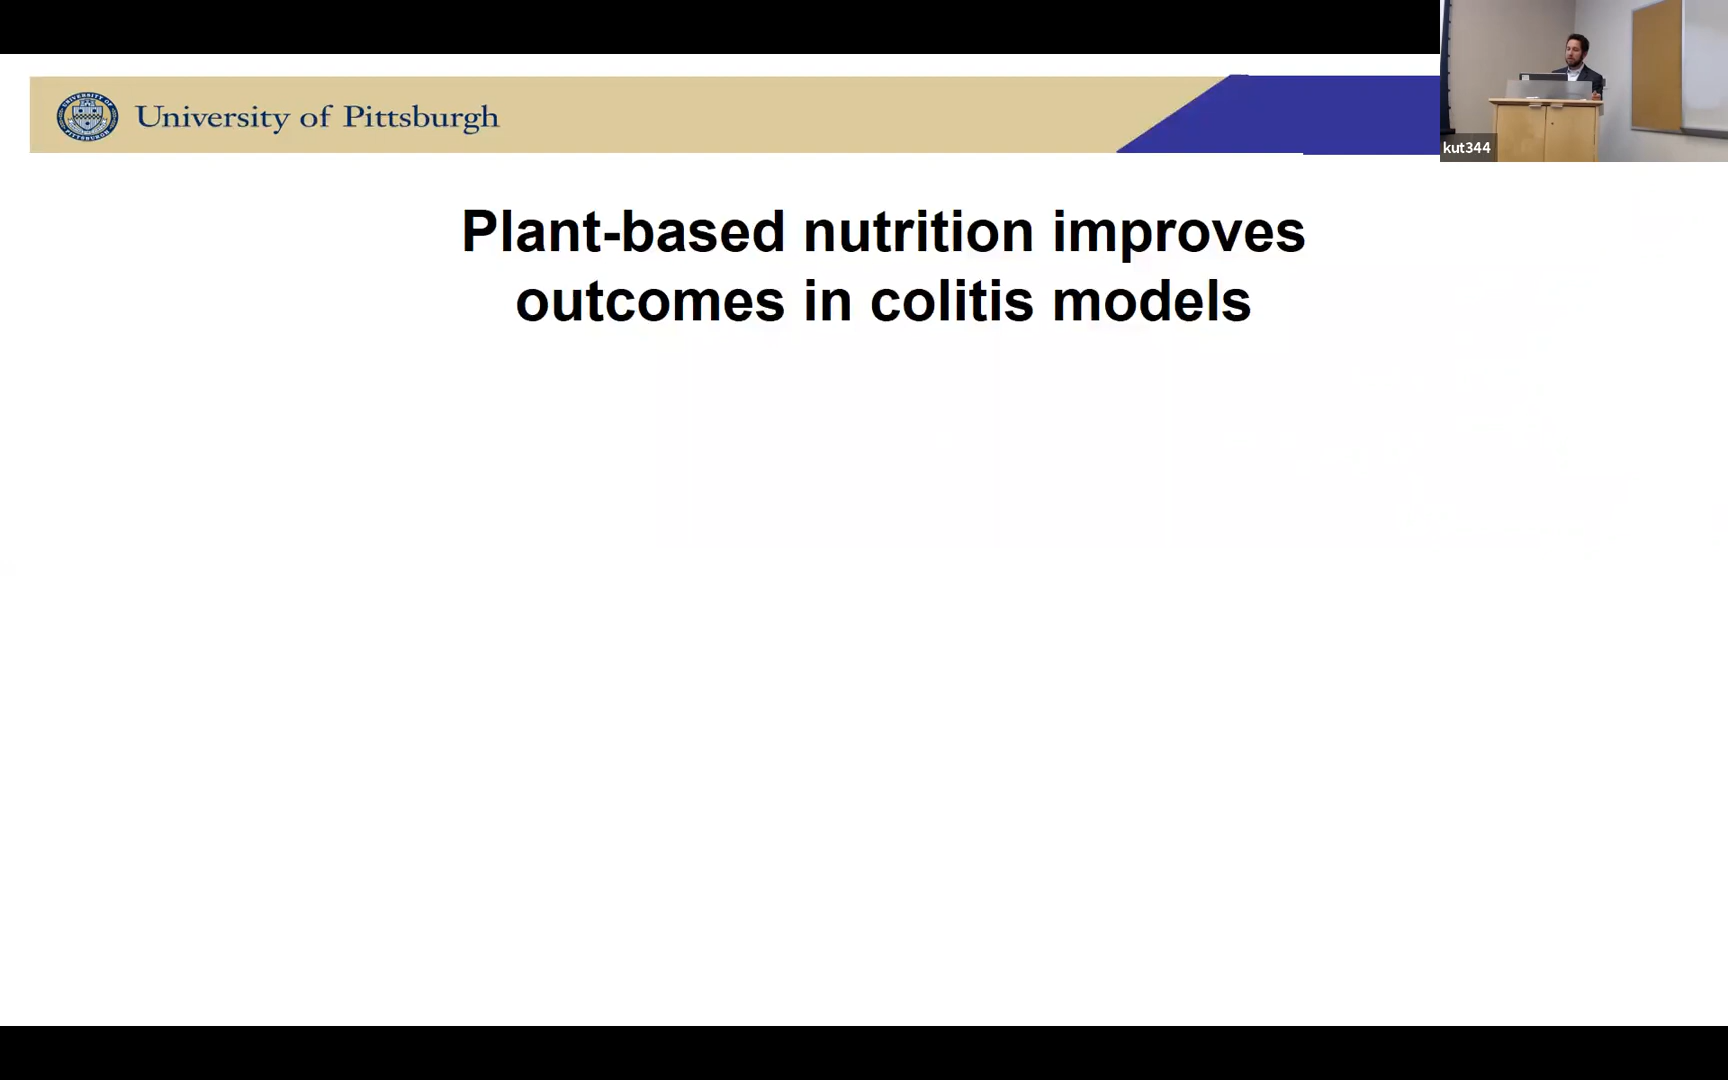 University of Pittsburgh
kut344
Plant-based nutrition improves
outcomes in colitis models